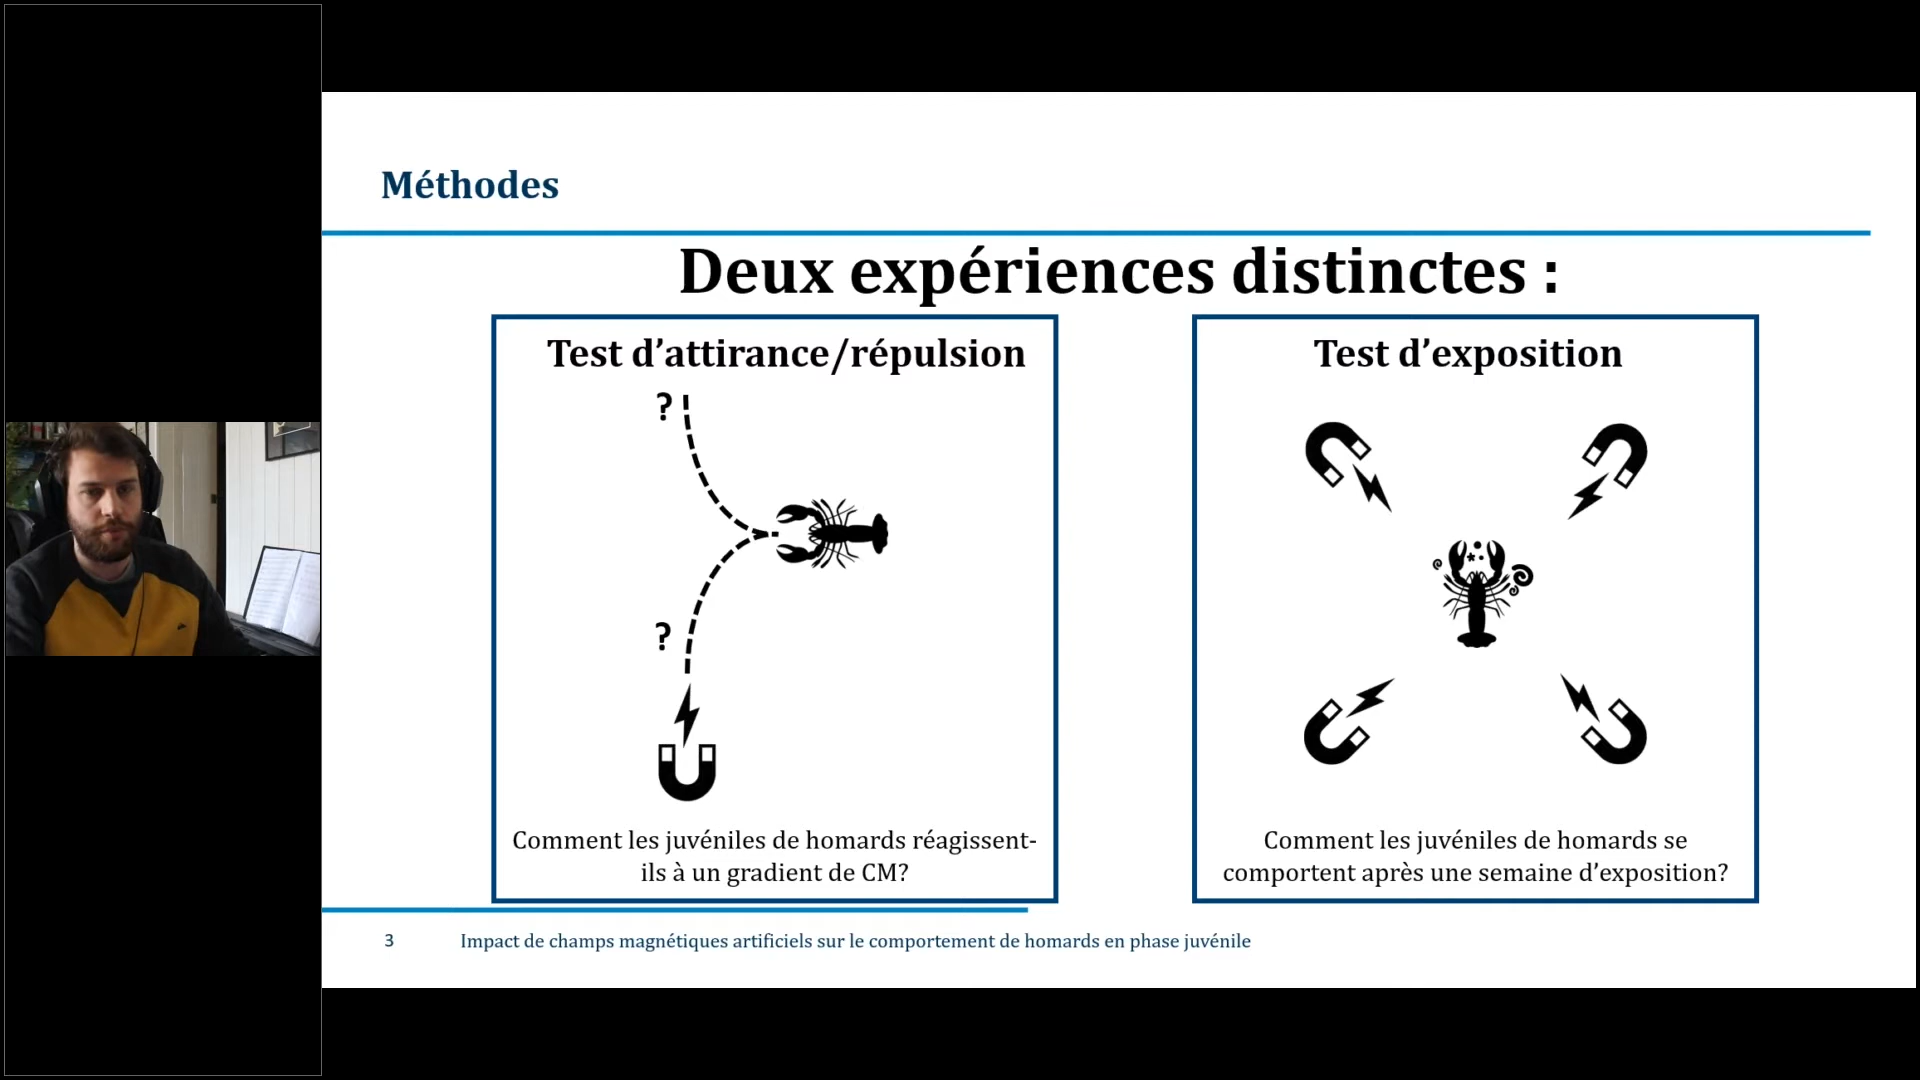 Méthodes
Deux expériences distinctes :
Test d’attirance/répulsion
?
?
Comment les juvéniles de homards réagissent-
ils à un gradient de CM?
Test d’exposition
Comment les juvéniles de homards se
comportent après une semaine d’exposition?
3
Impact de champs magnétiques artificiels sur le comportement de homards en phase juvénile